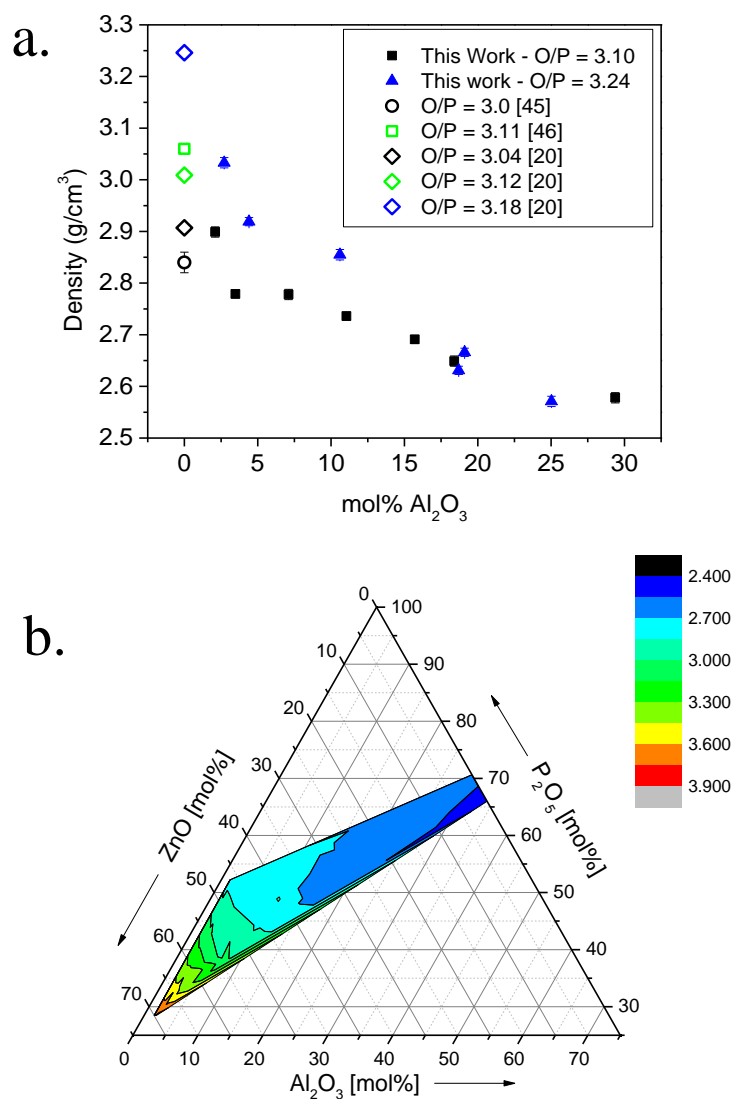 a.
3.3
3.2
3.1
3.0
2.9
2.8
2.7
2.6
2.5
Density (g/cm³)
This Work - O/P = 3.10
This work - O/P = 3.24
O/P = 3.0 [45]
O/P = 3.11 [46]
O/P = 3.04 [20]
O/P = 3.12 [20]
O/P = 3.18 [20]
0 5 10 15 20 25 30
mol% Al₂O₃
b.
0
10
20
30
40
50
60
70
ZnO [mol%]
100
90
80
70
60
50
40
30
P₂O₅ [mol%]
0 10 20 30 40 50 60 70
Al₂O₃ [mol%]
2.400
2.700
3.000
3.300
3.600
3.900